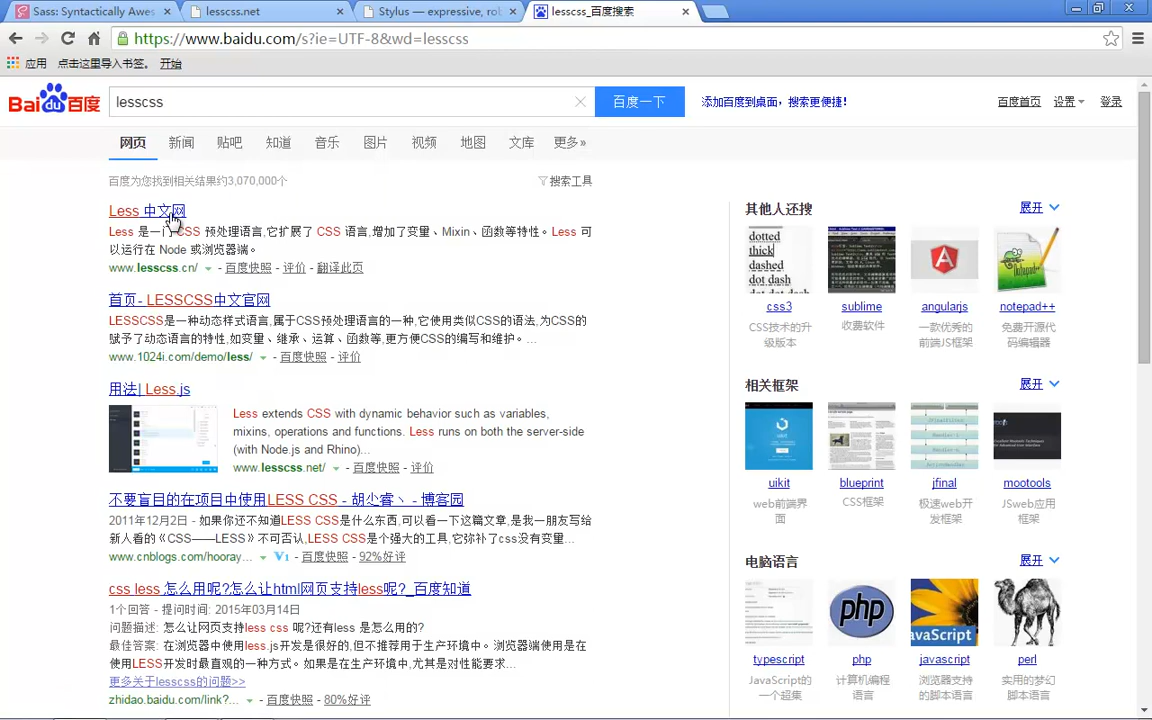 Sass: Syntactically Awes
lesscss.net
Stylus — expressive, rob
lesscss_百度搜索
https://www.baidu.com/s?ie=UTF-8&wd=lesscss
应用 点击这里导入书签。 开始
Bai du 百度
lesscss
百度一下
添加百度到桌面，搜索更便捷!
百度首页 设置 登录
网页 新闻 贴吧 知道 音乐 图片 视频 地图 文库 更多»
百度为您找到相关结果约3,070,000个
搜索工具
Less 中文网
Less 是一门 CSS 预处理语言,它扩展了 CSS 语言,增加了变量、Mixin、函数等特性。Less 可
以运行在 Node 或浏览器端。
www.lesscss.cn/ - 百度快照 - 评价 - 翻译此页
首页- LESSCSS中文官网
LESSCSS是一种动态样式语言,属于CSS预处理语言的一种,它使用类似CSS的语法,为CSS的
赋予了动态语言的特性,如变量、继承、运算、函数等,更方便CSS的编写和维护。...
www.1024i.com/demo/less/ - 百度快照 - 评价
用法| Less.js
Less extends CSS with dynamic behavior such as variables,
mixins, operations and functions. Less runs on both the server-side
(with Node.js and Rhino)...
www.lesscss.net/ - 百度快照 - 评价
不要盲目的在项目中使用LESS CSS - 胡尐睿丶 - 博客园
2011年12月2日 - 如果你还不知道LESS CSS是什么东西,可以看一下这篇文章,是我一朋友写给
新人看的《CSS——LESS》不可否认,LESS CSS是个强大的工具,它弥补了css没有变量...
www.cnblogs.com/hooray... V1 - 百度快照 - 92%好评
css less 怎么用呢?怎么让html网页支持less呢?_百度知道
1个回答 - 提问时间: 2015年03月14日
问题描述: 怎么让网页支持less css 呢?还有less 是怎么用的?
最佳答案: 在浏览器中使用less.js开发是很好的,但不推荐用于生产环境中。浏览器端使用是在
使用LESS开发时最直观的一种方式。如果是在生产环境中,尤其是对性能要求...
更多关于lesscss的问题>>
zhidao.baidu.com/link?... - 百度快照 - 80%好评
其他人还搜
展开
dotted
thick
dashed
dot dash
css3
CSS技术的升
级版本
sublime
收费软件
angularjs
一款优秀的
前端JS框架
notepad++
免费开源代
码编辑器
相关框架
展开
uikit
web前端界
面
blueprint
CSS框架
jfinal
极速web开
发框架
mootools
JSweb应用
框架
电脑语言
展开
typescript
JavaScript的
一个超集
php
php
计算机编程
语言
JavaScript
javascript
浏览器支持
的脚本语言
perl
实用的梦幻
脚本语言